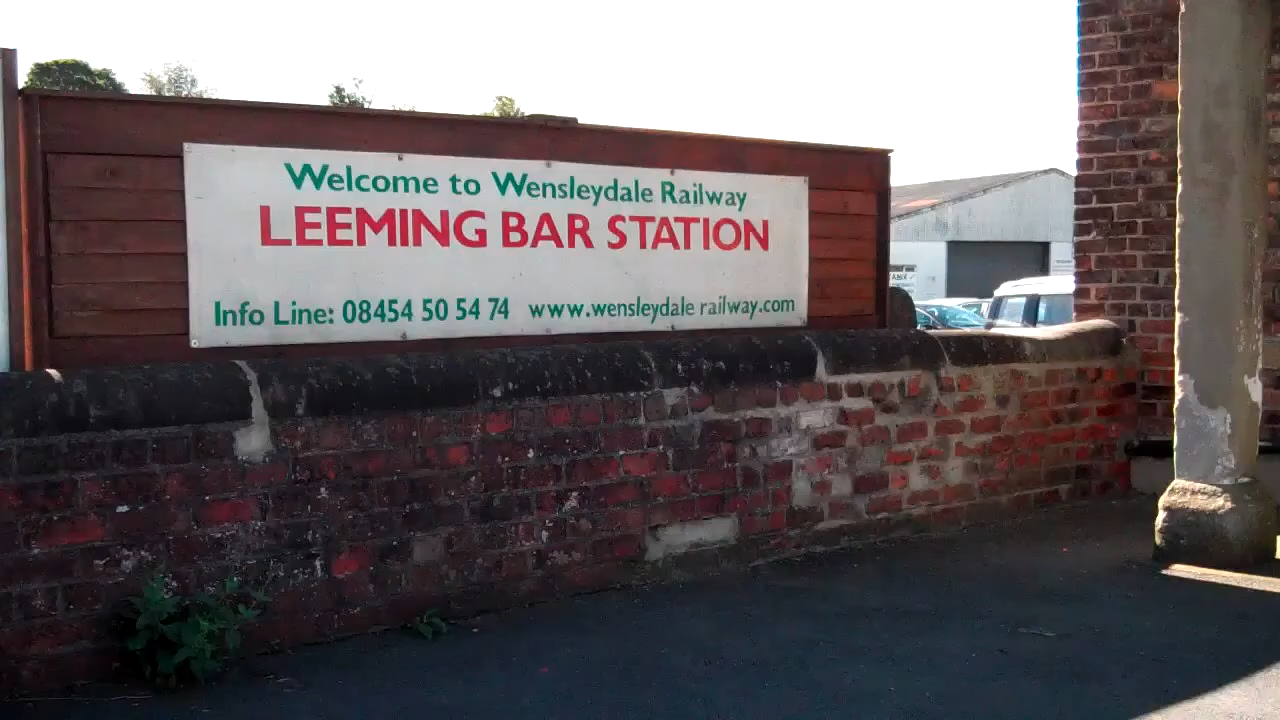 Welcome to Wensleydale Railway
LEEMING BAR STATION
Info Line: 08454 50 54 74 www.wensleydale railway.com